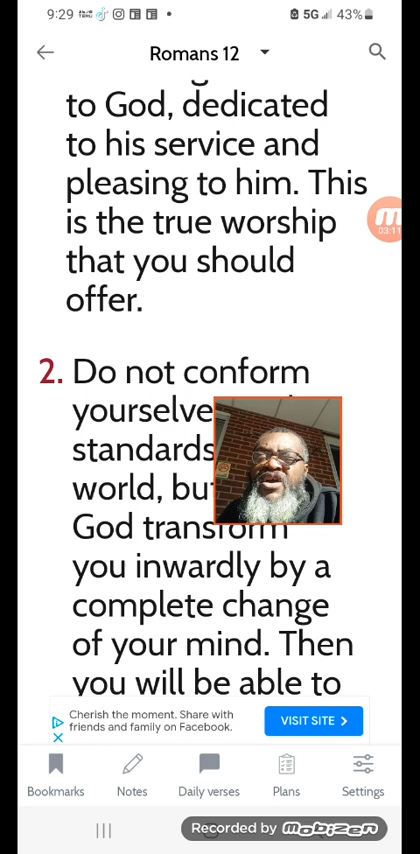 9:29
5G 43%
Romans 12
to God, dedicated
to his service and
pleasing to him. This
is the true worship
that you should
offer.
03:11
2. Do not conform
yourselve
standards
world, bu
God transform
you inwardly by a
complete change
of your mind. Then
you will be able to
Cherish the moment. Share with
friends and family on Facebook.
VISIT SITE >
Bookmarks Notes Daily verses Plans Settings
Recorded by mobizen